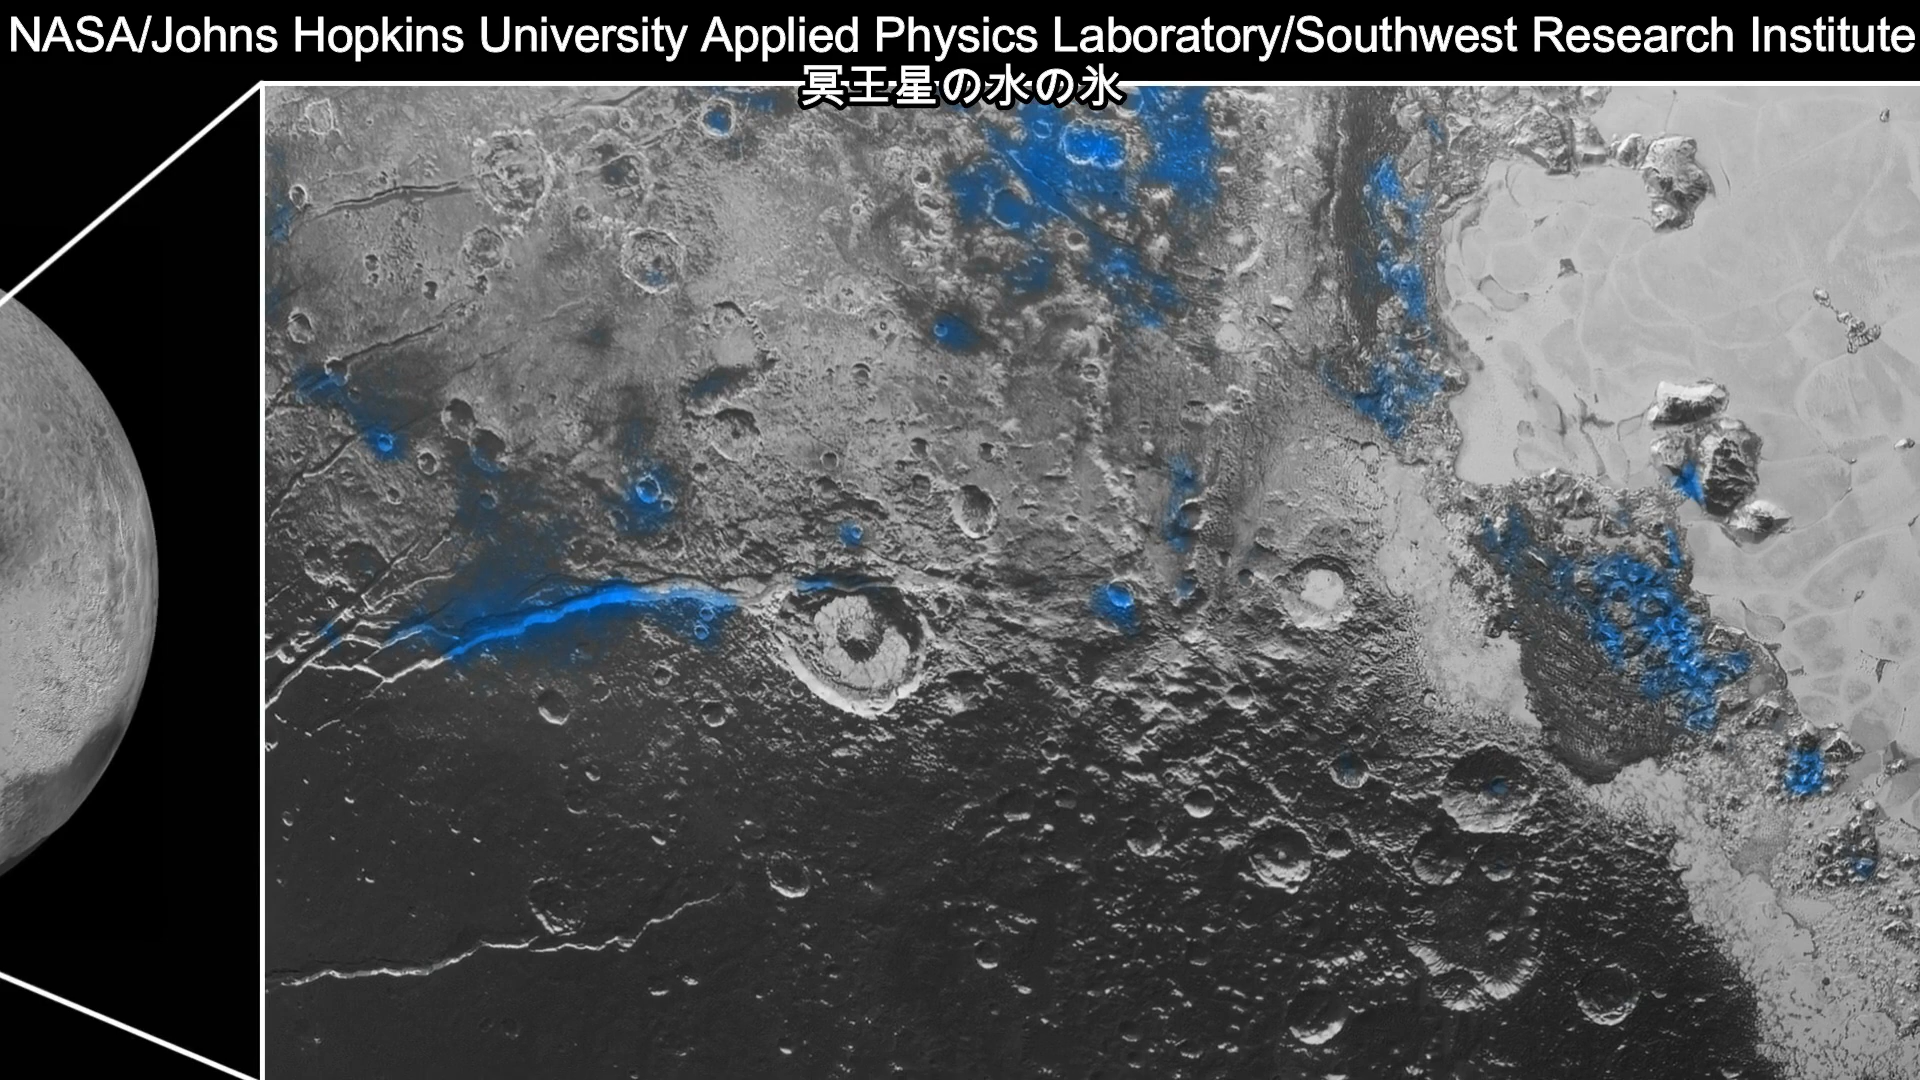 NASA/Johns Hopkins University Applied Physics Laboratory/Southwest Research Institute
冥王星の水の氷